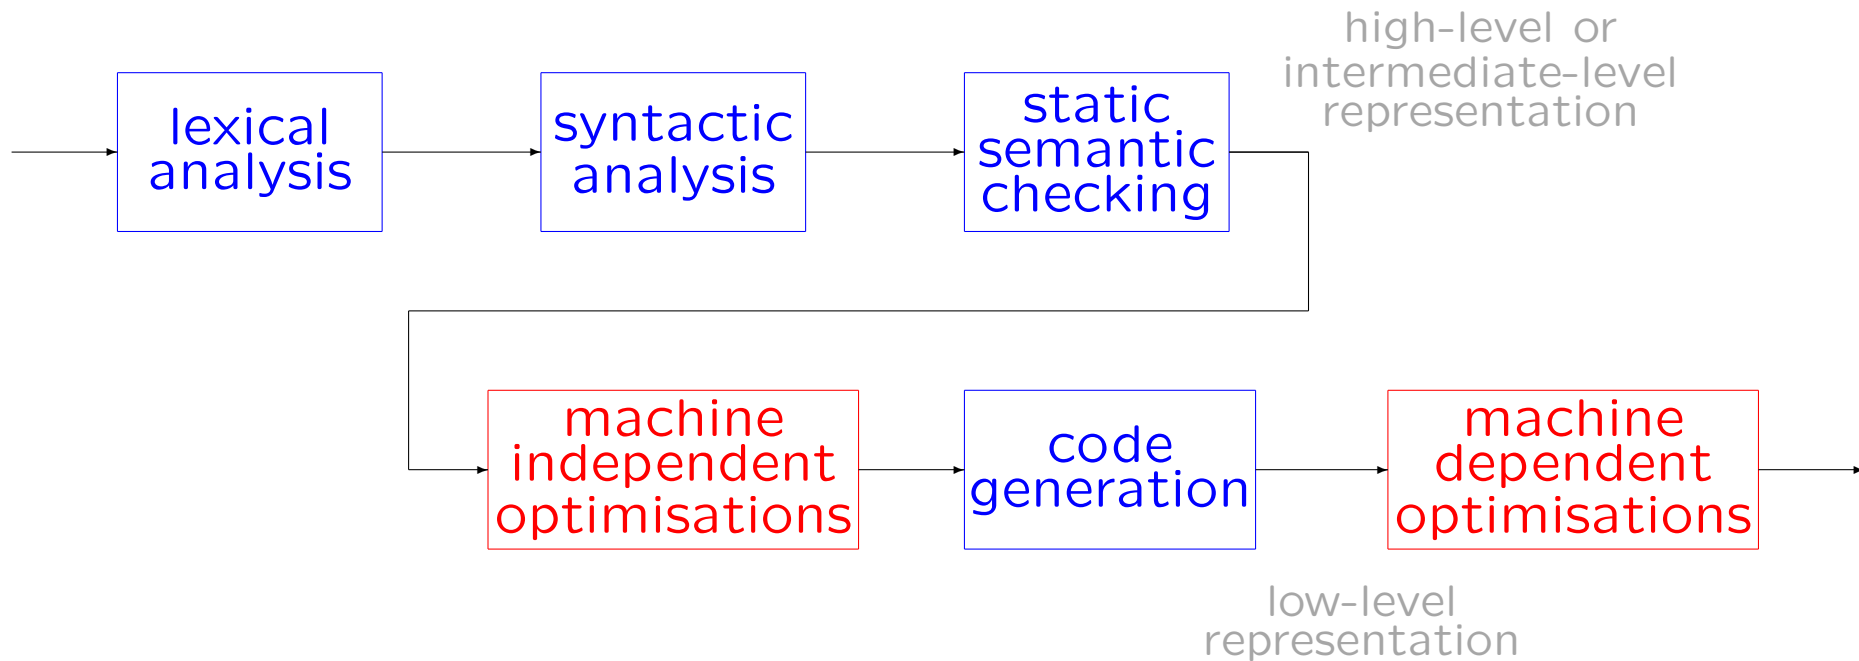 lexical
analysis
syntactic
analysis
static
semantic
checking
high-level or
intermediate-level
representation
machine
independent
optimisations
code
generation
machine
dependent
optimisations
low-level
representation